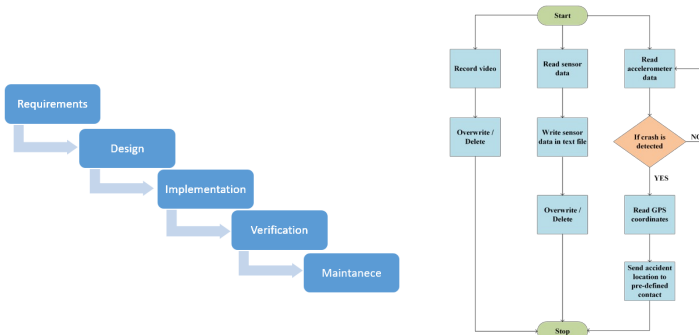 Requirements
Design
Implementation
Verification
Maintanece
Start
Record video
Read sensor
data
Read
accelerometer
data
Overwrite /
Delete
Write sensor
data in text file
If crash is
detected
NO
YES
Overwrite /
Delete
Read GPS
coordinates
Send accident
location to
pre-defined
contact
Stop